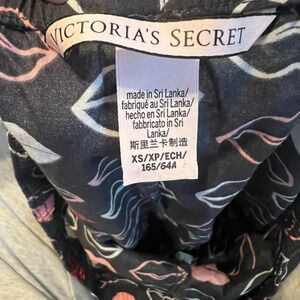 VICTORIA'S SECRET
made in Sri Lanka/
fabriqué au Sri Lanka/
hecho en Sri Lanka/
fabbricato in Sri
Lanka/
斯里兰卡制造
XS/XP/ECH/
165/64A